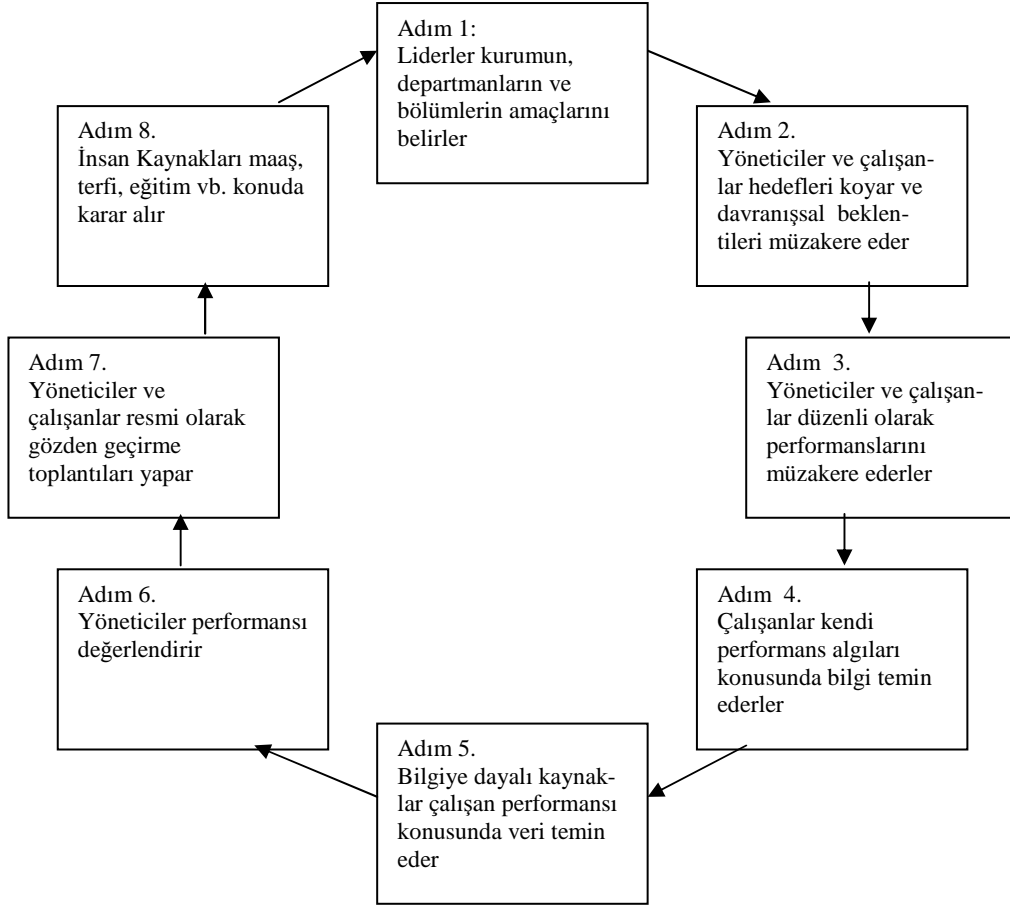 Adım 1:
Liderler kurumun,
departmanların ve
bölümlerin amaçlarını
belirler
Adım 2.
Yöneticiler ve çalışan-
lar hedefleri koyar ve
davranışsal beklen-
tileri müzakere eder
Adım 3.
Yöneticiler ve çalışan-
lar düzenli olarak
performanslarını
müzakere ederler
Adım 4.
Çalışanlar kendi
performans algıları
konusunda bilgi temin
ederler
Adım 5.
Bilgiye dayalı kaynak-
lar çalışan performansı
konusunda veri temin
eder
Adım 6.
Yöneticiler performansı
değerlendirir
Adım 7.
Yöneticiler ve
çalışanlar resmi olarak
gözden geçirme
toplantıları yapar
Adım 8.
İnsan Kaynakları maaş,
terfi, eğitim vb. konuda
karar alır